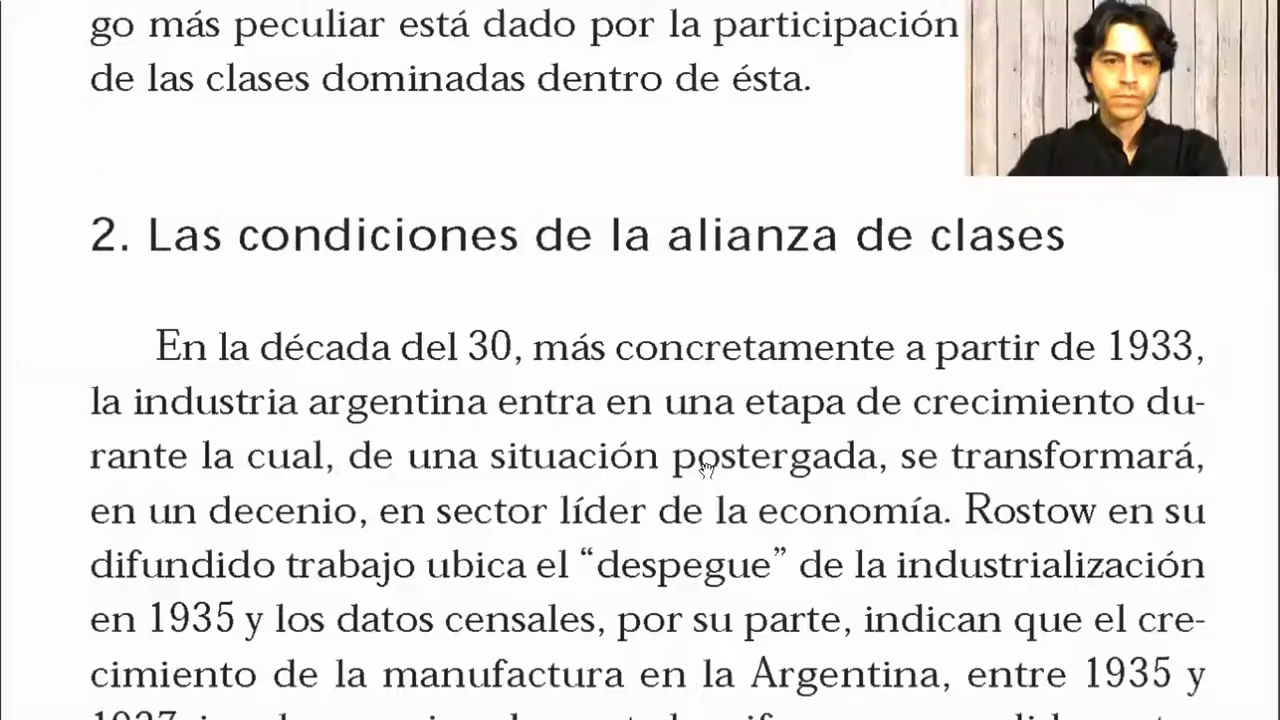 go más peculiar está dado por la participación
de las clases dominadas dentro de ésta.
2. Las condiciones de la alianza de clases
En la década del 30, más concretamente a partir de 1933,
la industria argentina entra en una etapa de crecimiento du-
rante la cual, de una situación postergada, se transformará,
en un decenio, en sector líder de la economía. Rostow en su
difundido trabajo ubica el “despegue” de la industrialización
en 1935 y los datos censales, por su parte, indican que el cre-
cimiento de la manufactura en la Argentina, entre 1935 y